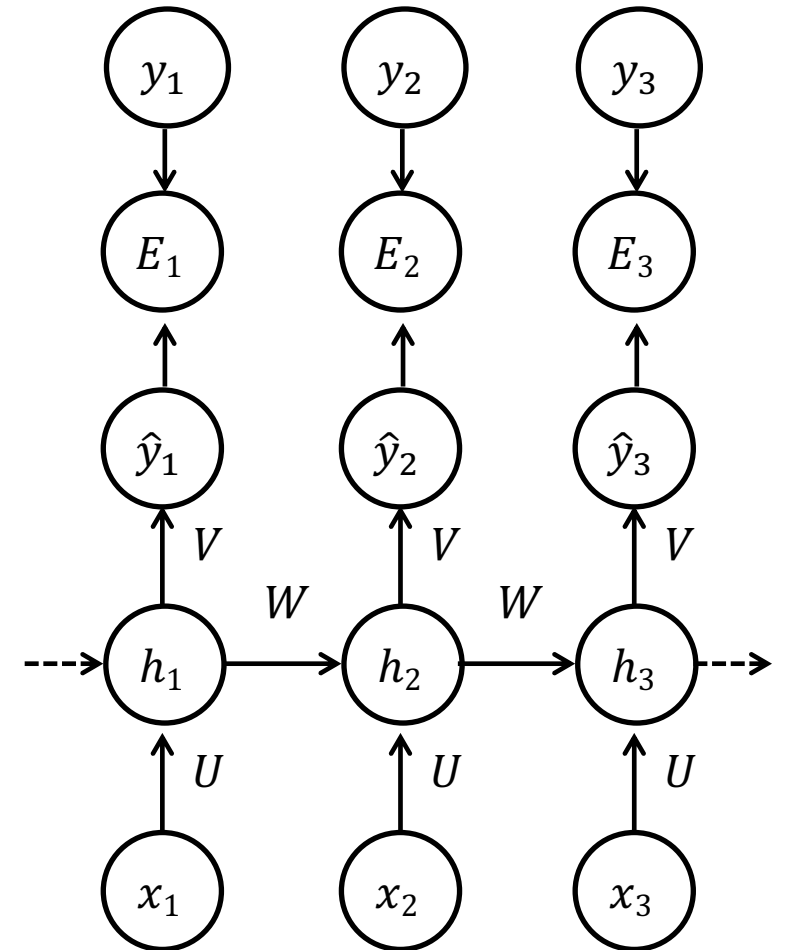 y₁ y₂ y₃
E₁ E₂ E₃
ŷ₁ ŷ₂ ŷ₃
V V V
W W
h₁ h₂ h₃
U U U
x₁ x₂ x₃